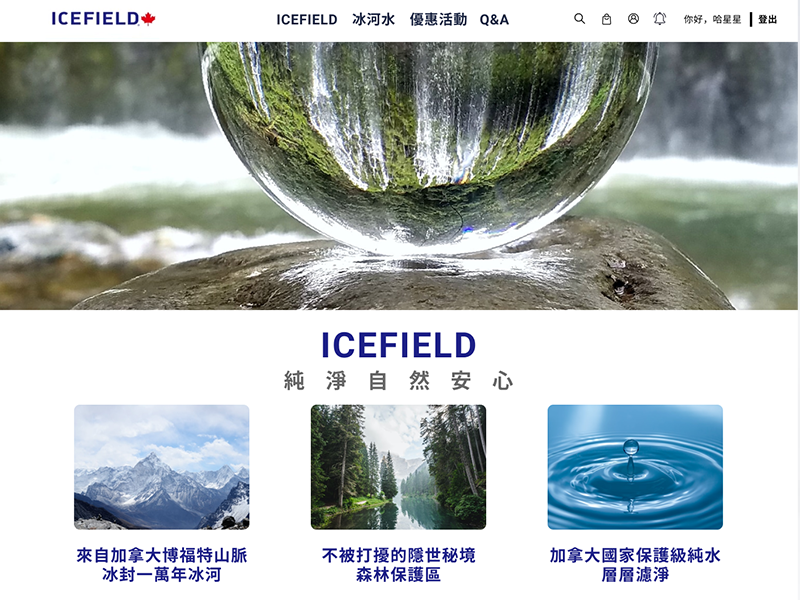 ICEFIELD
ICEFIELD 冰河水 優惠活動 Q&A
你好，哈星星 登出
ICEFIELD
純淨自然安心
來自加拿大博福特山脈
冰封一萬年冰河
不被打擾的隱世秘境
森林保護區
加拿大國家保護級純水
層層濾淨